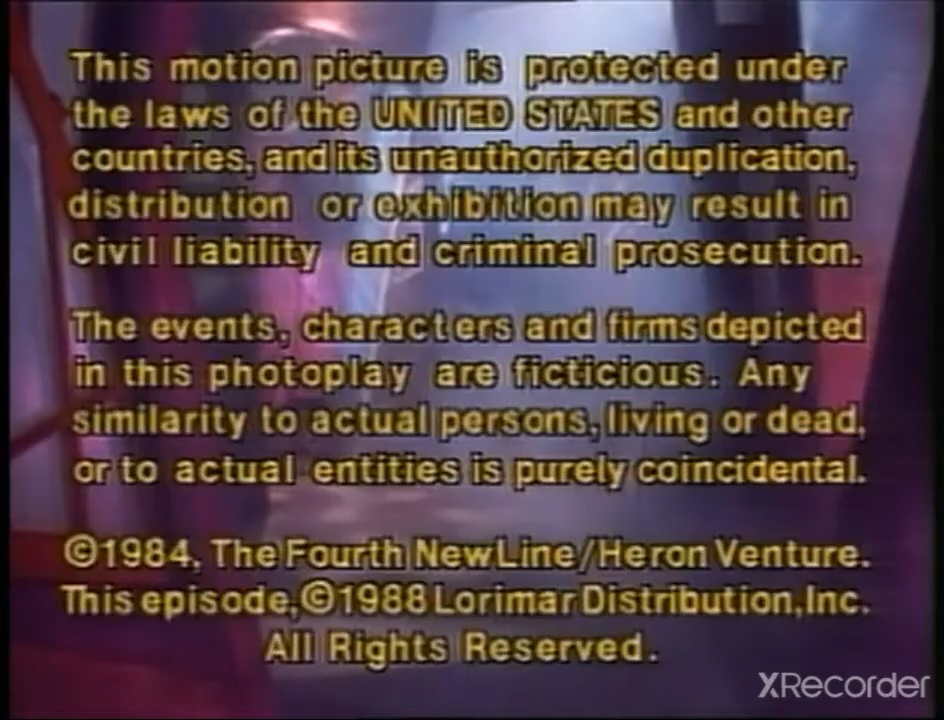 This motion picture is protected under
the laws of the UNITED STATES and other
countries, and its unauthorized duplication,
distribution or exhibition may result in
civil liability and criminal prosecution.
The events, characters and firms depicted
in this photoplay are ficticious. Any
similarity to actual persons, living or dead,
or to actual entities is purely coincidental.
©1984, The Fourth New Line/Heron Venture.
This episode, ©1988 Lorimar Distribution, Inc.
All Rights Reserved.
XRecorder